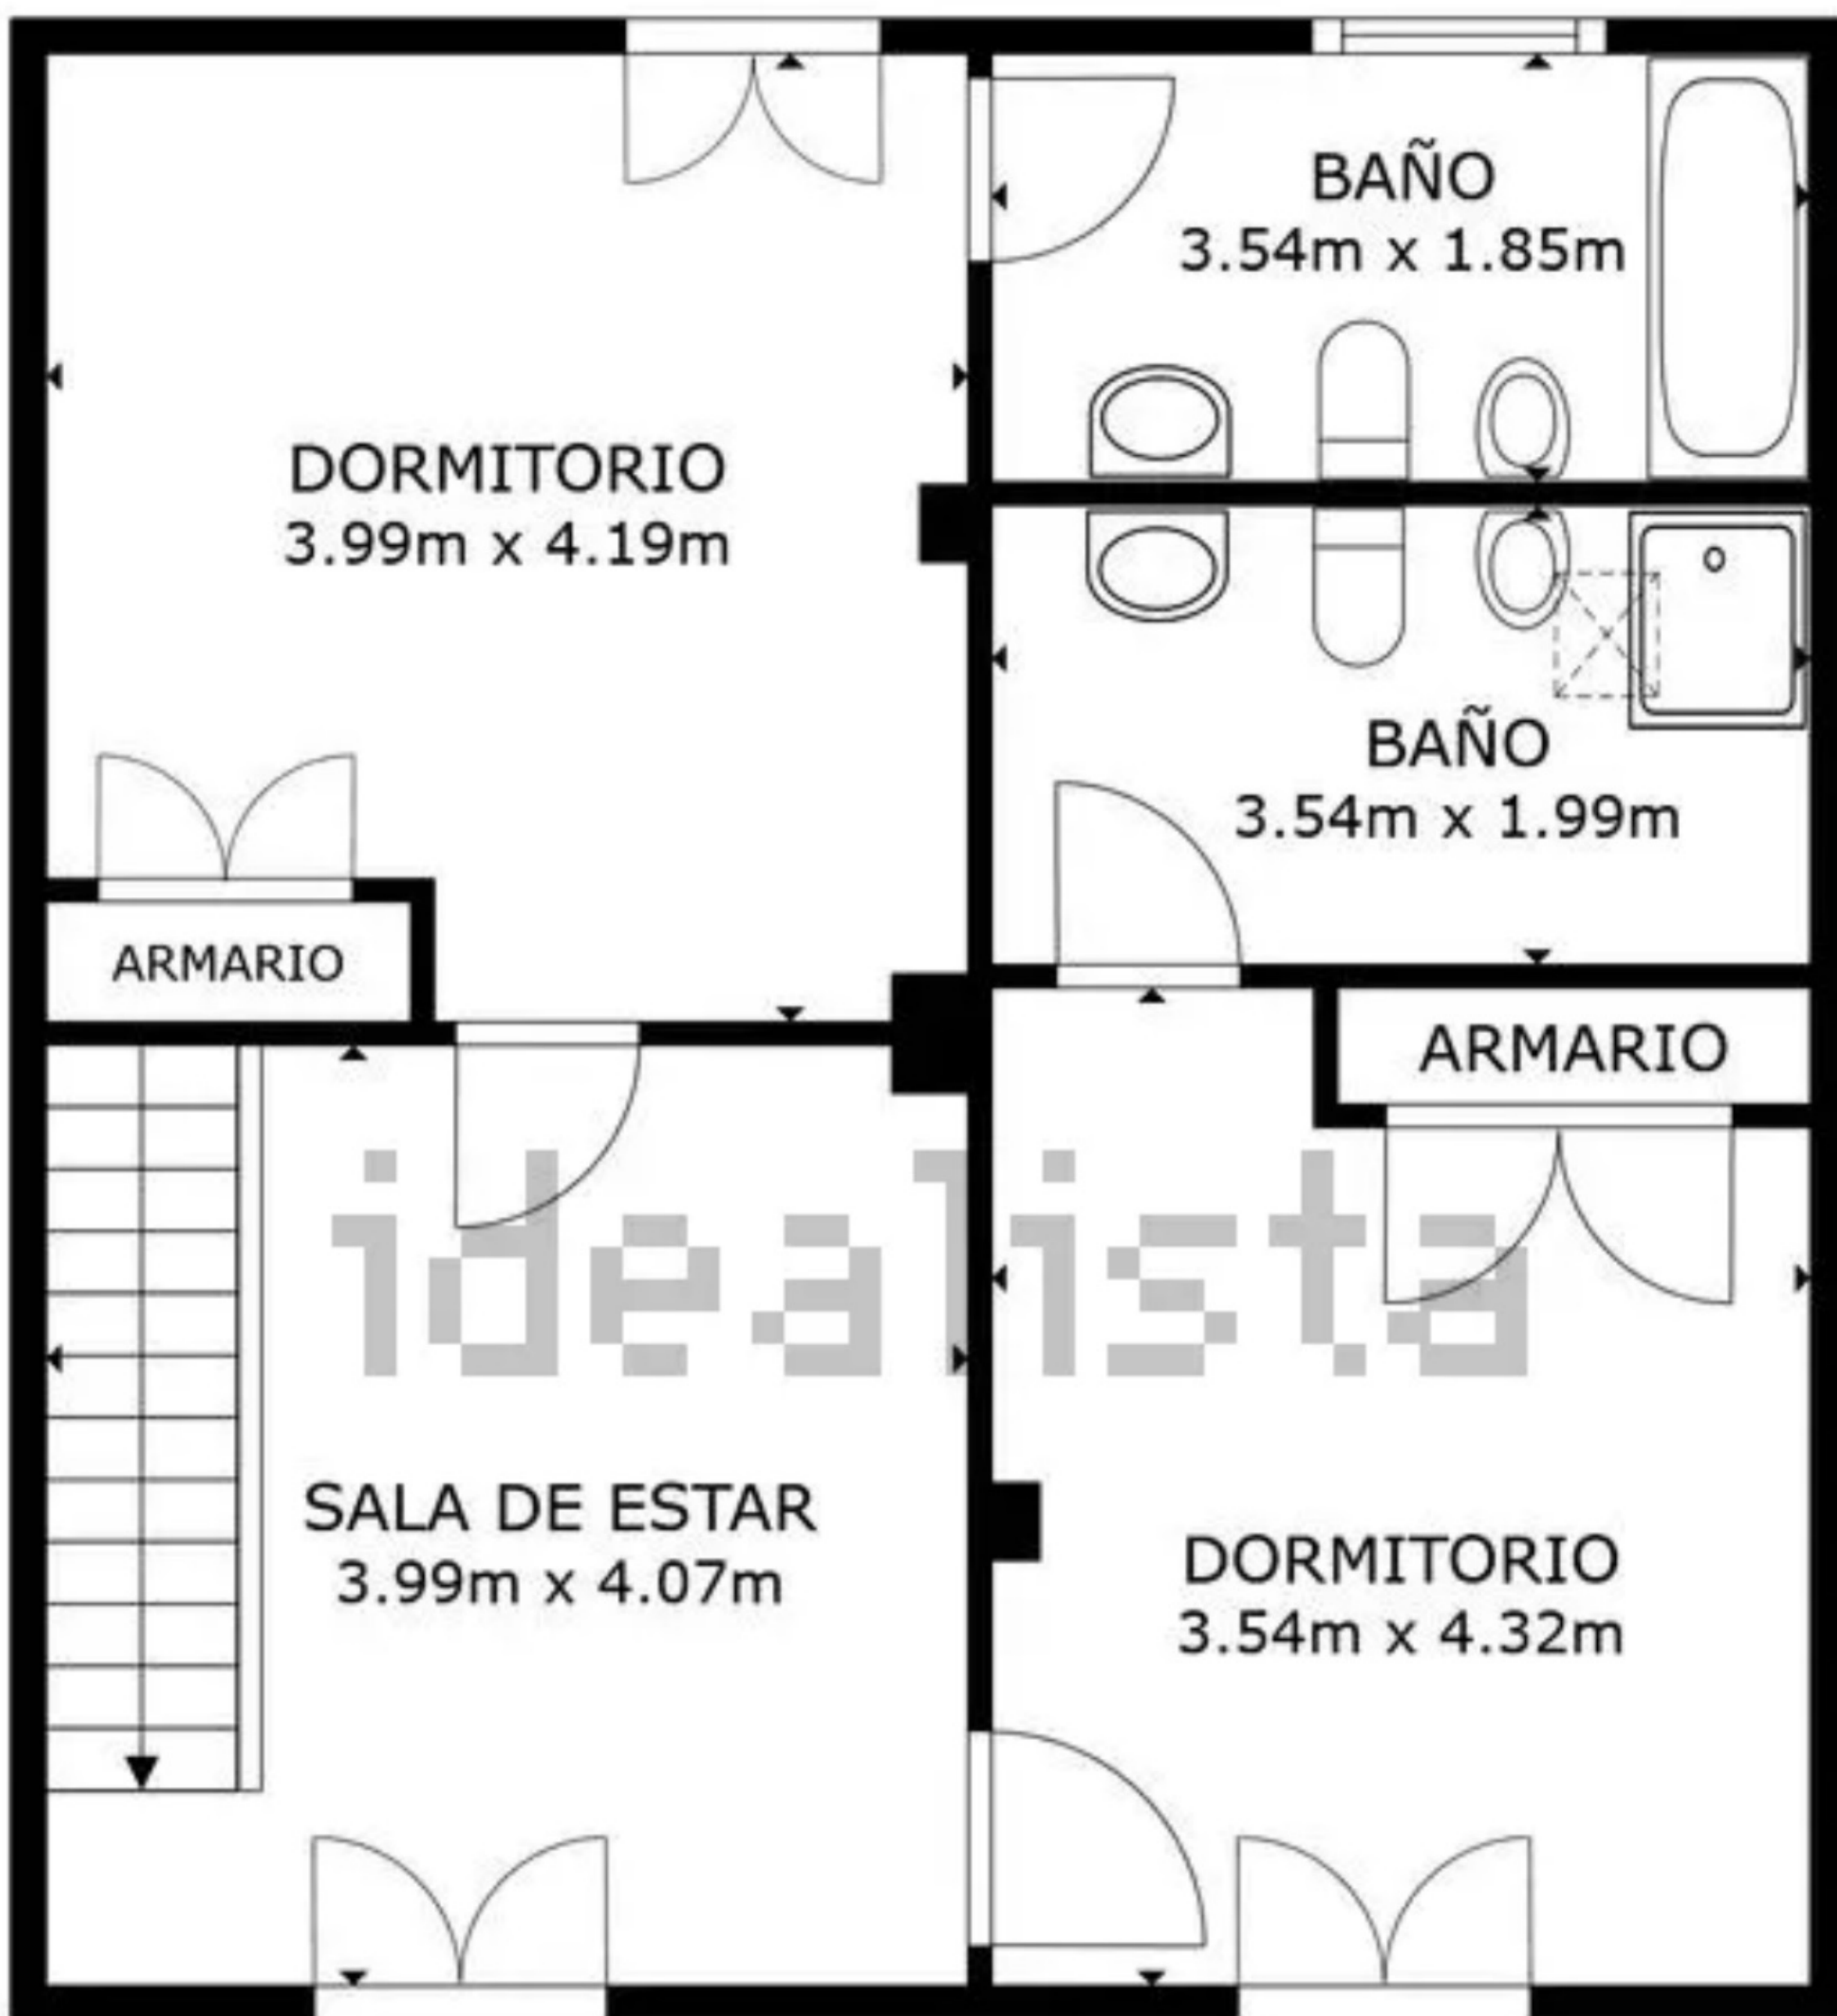 BAÑO
3.54m x 1.85m
DORMITORIO
3.99m x 4.19m
BAÑO
3.54m x 1.99m
ARMARIO
ARMARIO
idealista
SALA DE ESTAR
3.99m x 4.07m
DORMITORIO
3.54m x 4.32m